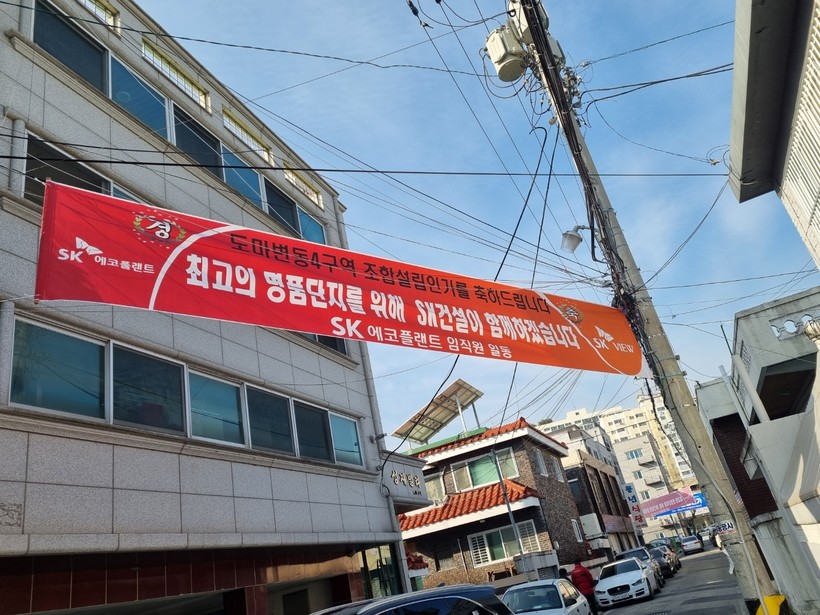 경
SK 에코플랜트
도마변동4구역 조합설립인가를 축하드립니다
최고의 명품단지를 위해 SK건설이 함께하겠습니다
SK 에코플랜트 임직원 일동
축
SK VIEW